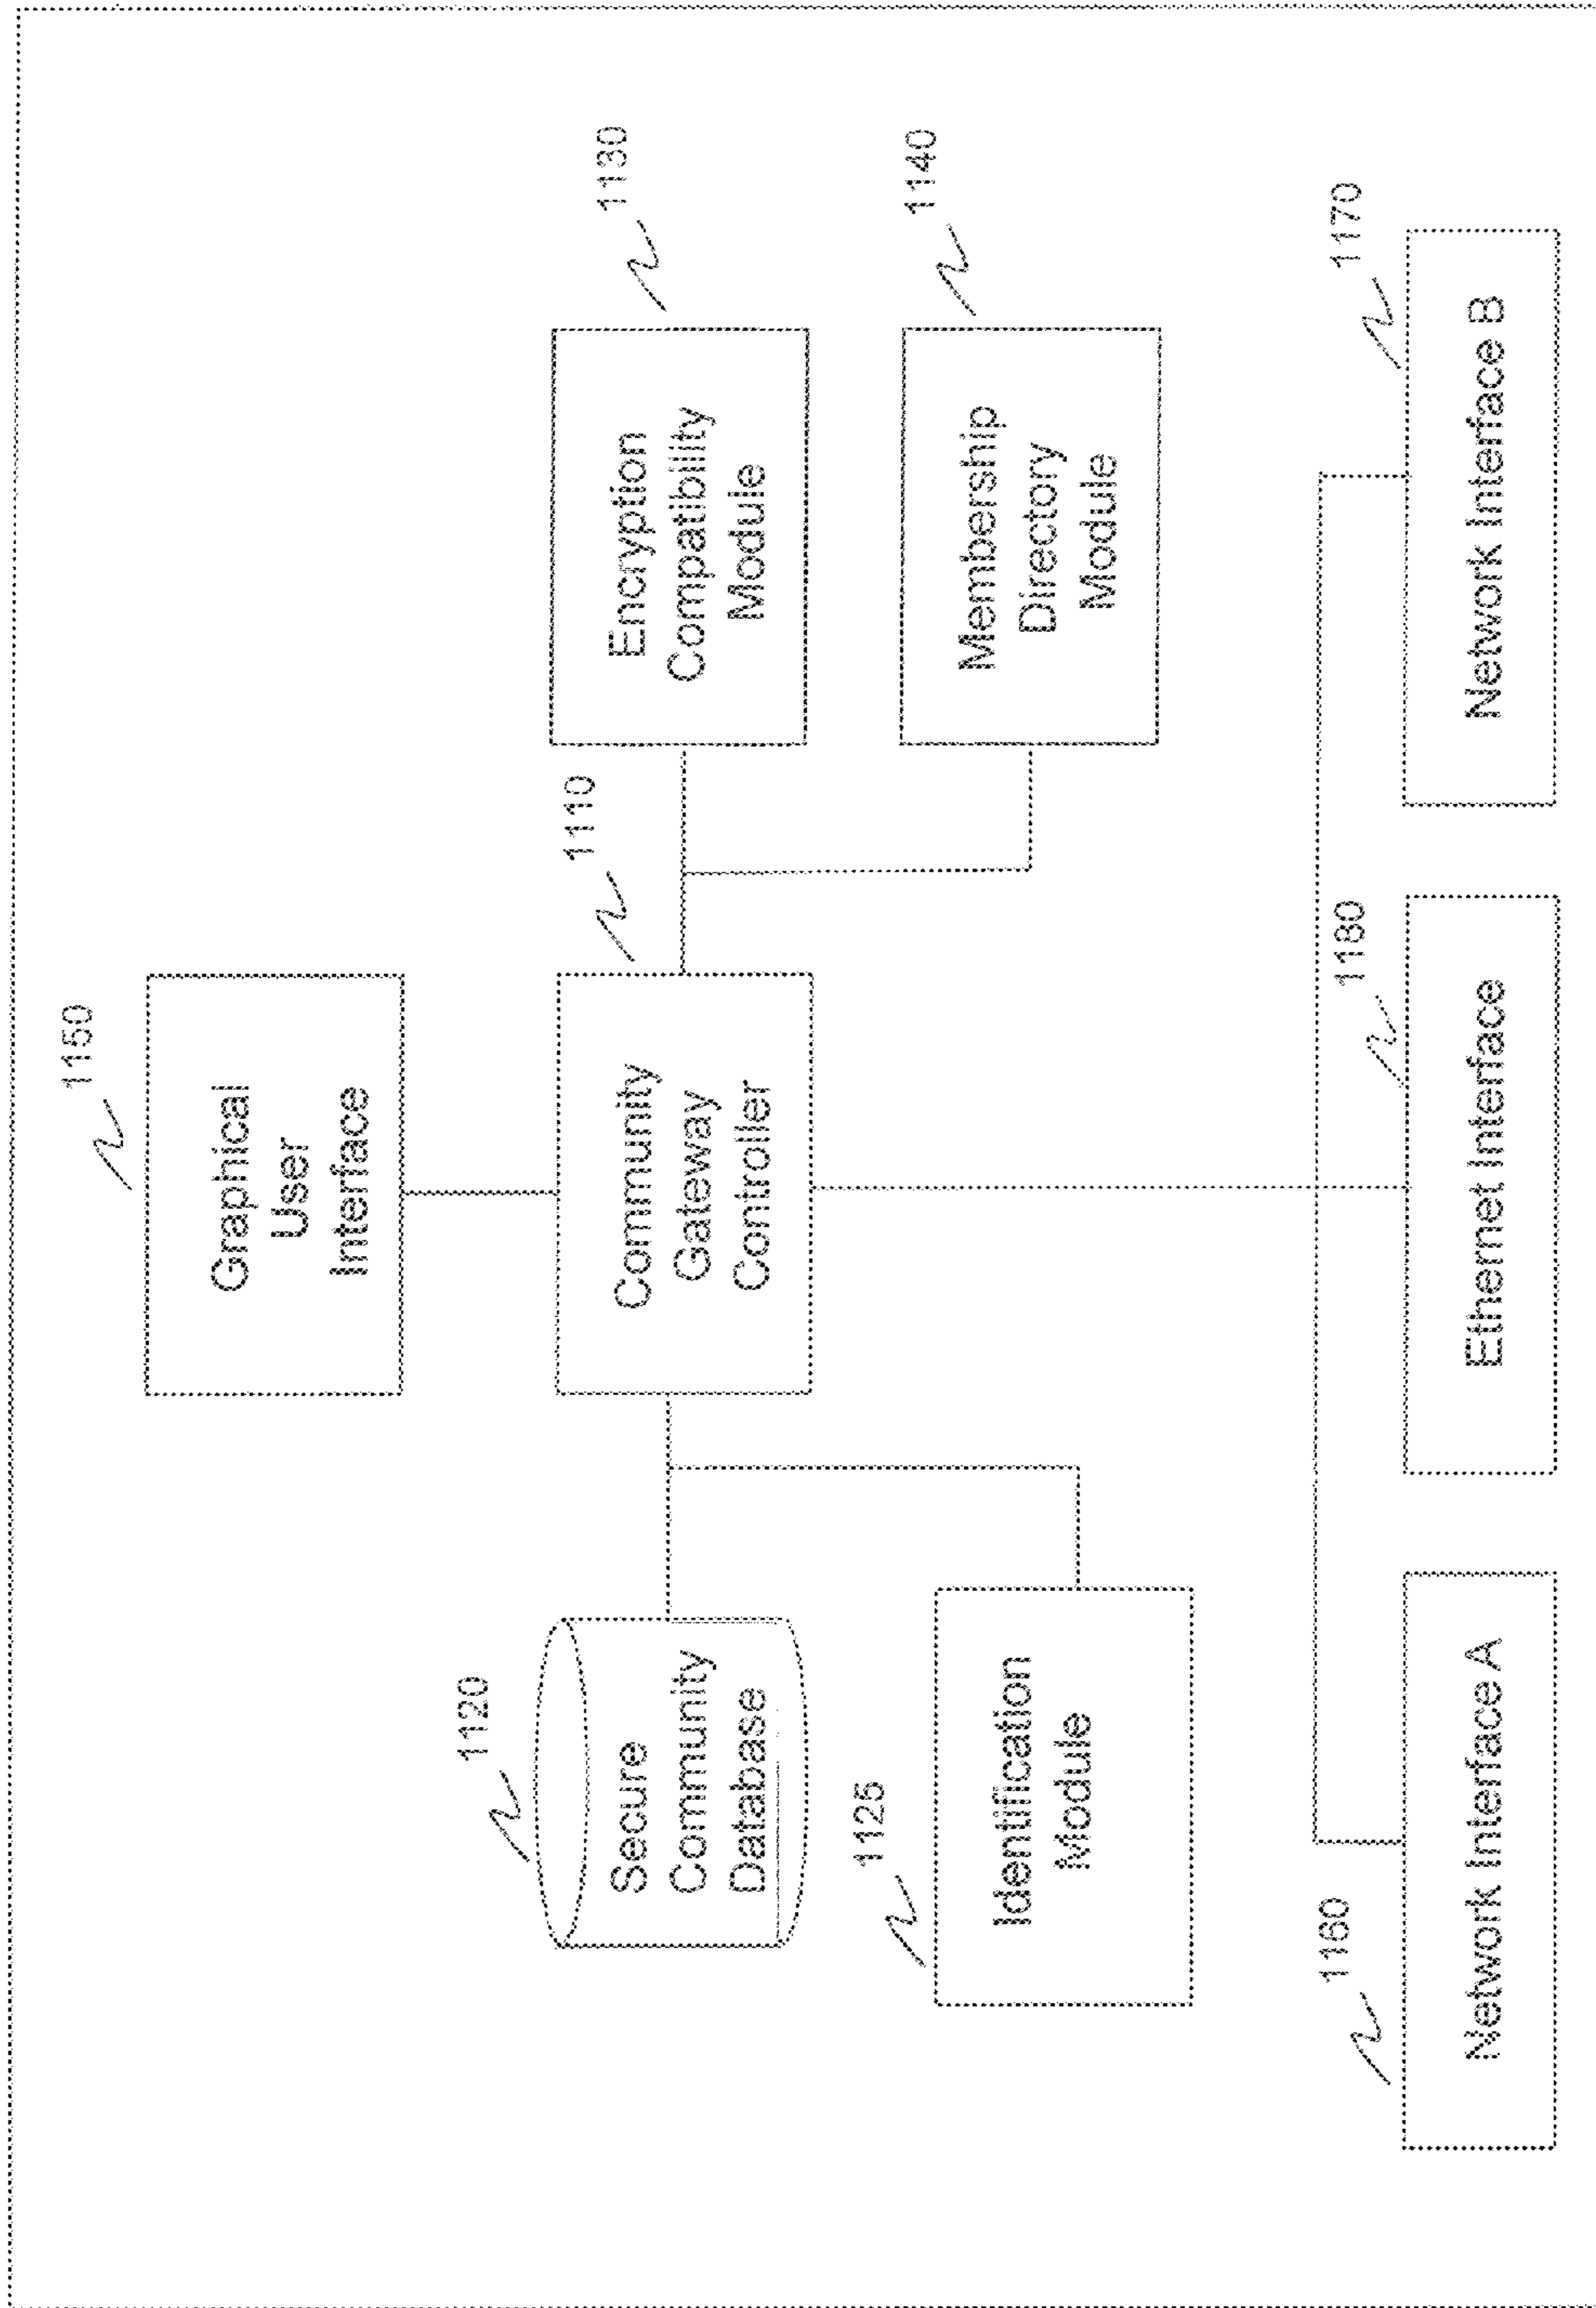 1150
Graphical
User
Interface
1110
Community
Gateway
Controller
1120
Secure
Community
Database
1125
Identification
Module
1130
Encryption
Compatibility
Module
1140
Membership
Directory
Module
1160
Network Interface A
1180
Ethernet Interface
1170
Network Interface B